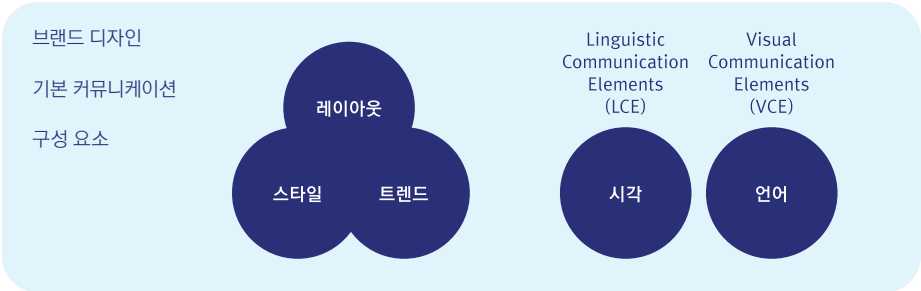 브랜드 디자인
기본 커뮤니케이션
구성 요소
레이아웃
스타일
트렌드
Linguistic
Communication
Elements
(LCE)
시각
Visual
Communication
Elements
(VCE)
언어